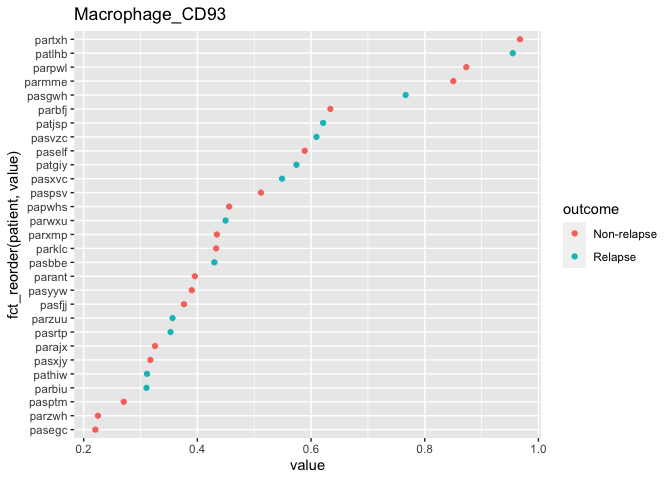 Macrophage_CD93
fct_reorder(patient, value)
partxh
patlhb
parpwl
parmme
pasgwh
parbfj
patjsp
pasvzc
paself
patgiy
pasxvc
paspsv
papwhs
parwxu
parxmp
parklc
pasbbe
parant
pasyyw
pasfjj
parzuu
pasrtp
parajx
pasxjy
pathiw
parbiu
pasptm
parzwh
pasegc
0.2 0.4 0.6 0.8 1.0
value
outcome
Non-relapse
Relapse